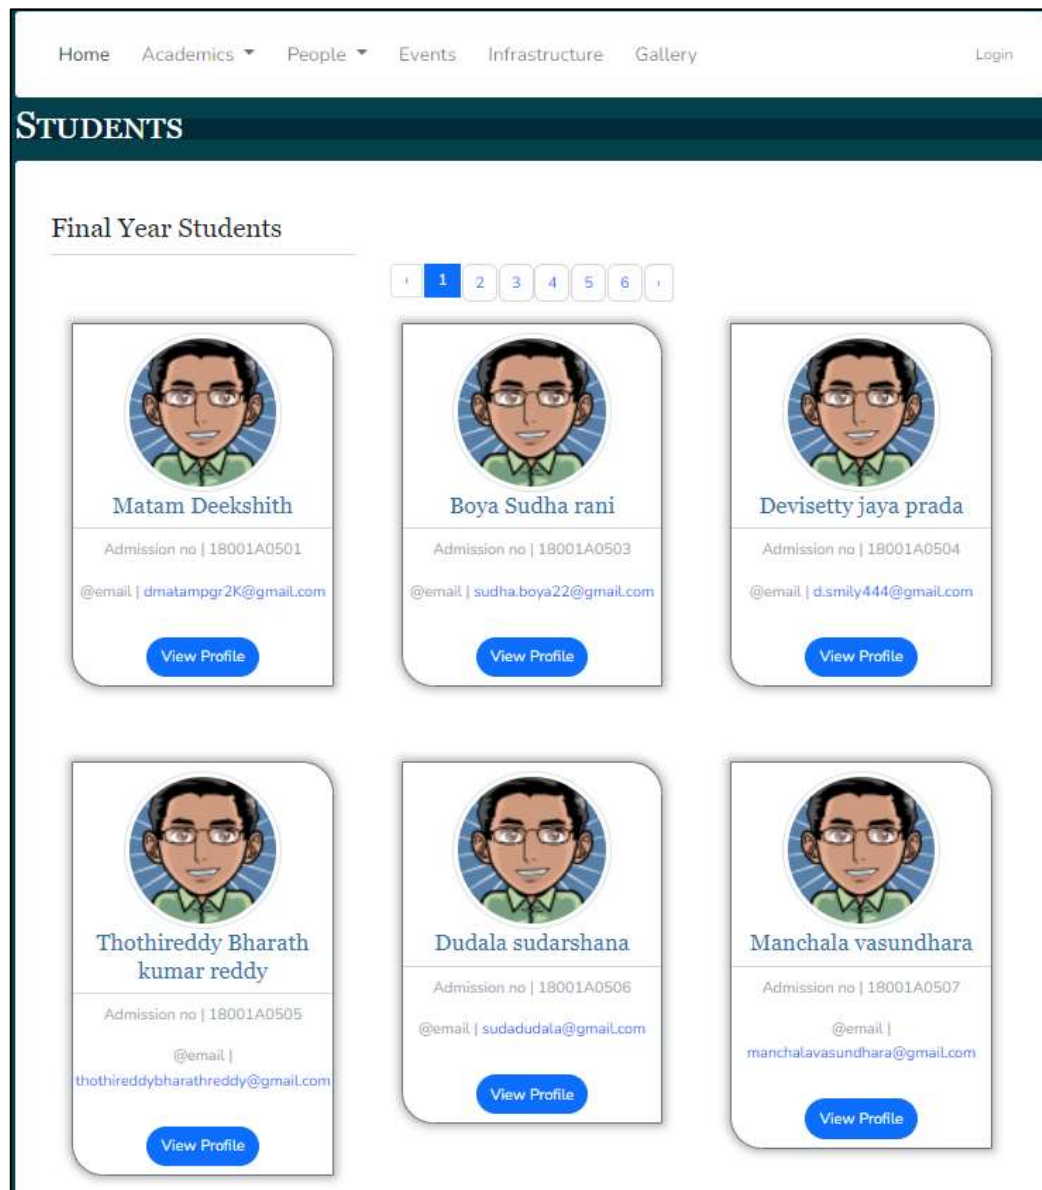 Home Academics People Events Infrastructure Gallery Login
STUDENTS
Final Year Students
‹ 1 2 3 4 5 6 ›
Matam Deekshith
Admission no | 18001A0501
@email | dmatampgr2K@gmail.com
View Profile
Boya Sudha rani
Admission no | 18001A0503
@email | sudha.boya22@gmail.com
View Profile
Devisetty jaya prada
Admission no | 18001A0504
@email | d.smily444@gmail.com
View Profile
Thothireddy Bharath
kumar reddy
Admission no | 18001A0505
@email |
thothireddybharathreddy@gmail.com
View Profile
Dudala sudarshana
Admission no | 18001A0506
@email | sudadudala@gmail.com
View Profile
Manchala vasundhara
Admission no | 18001A0507
@email |
manchalavasundhara@gmail.com
View Profile